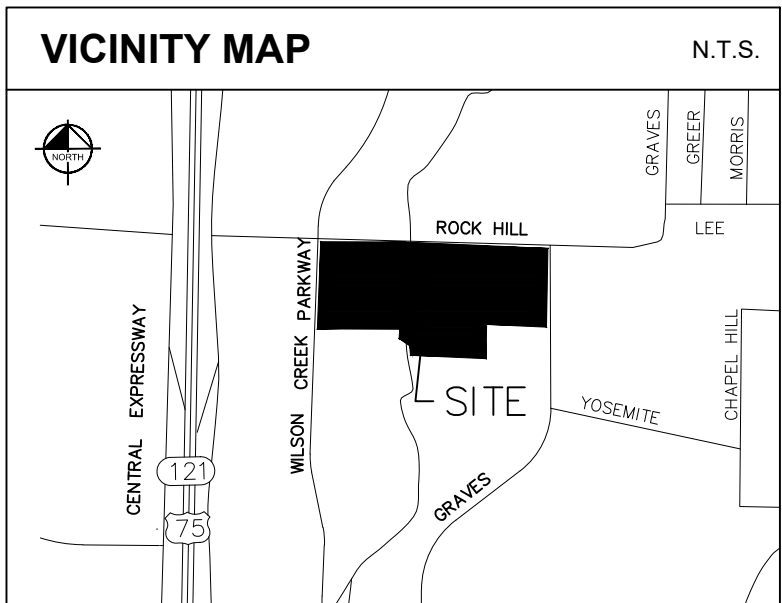 VICINITY MAP
N.T.S.
NORTH
GRAVES
GREER
MORRIS
ROCK HILL
LEE
WILSON CREEK PARKWAY
CENTRAL EXPRESSWAY
CHAPEL HILL
SITE
YOSEMITE
GRAVES
121
75